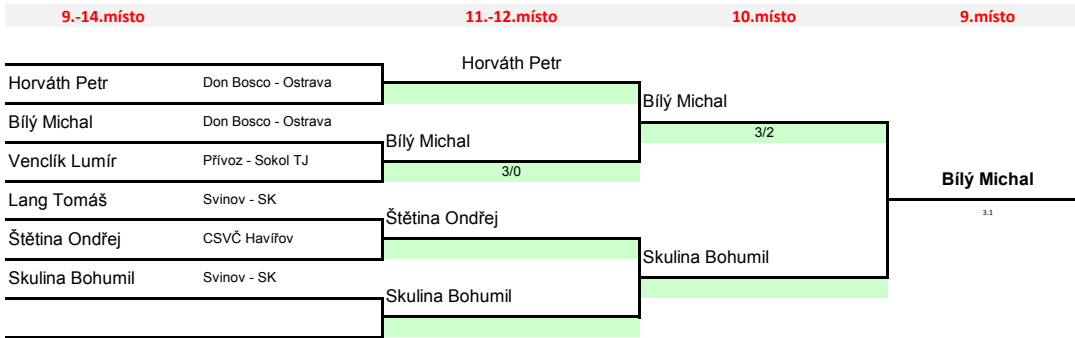 9.-14.místo 11.-12.místo 10.místo 9.místo
Horváth Petr
Horváth Petr Don Bosco - Ostrava
Bílý Michal
Bílý Michal Don Bosco - Ostrava
3/2
Bílý Michal
Venclík Lumír Přívoz - Sokol TJ
3/0
Bílý Michal
Lang Tomáš Svinov - SK
3.1
Štětina Ondřej
Štětina Ondřej CSVČ Havířov
Skulina Bohumil
Skulina Bohumil Svinov - SK
Skulina Bohumil